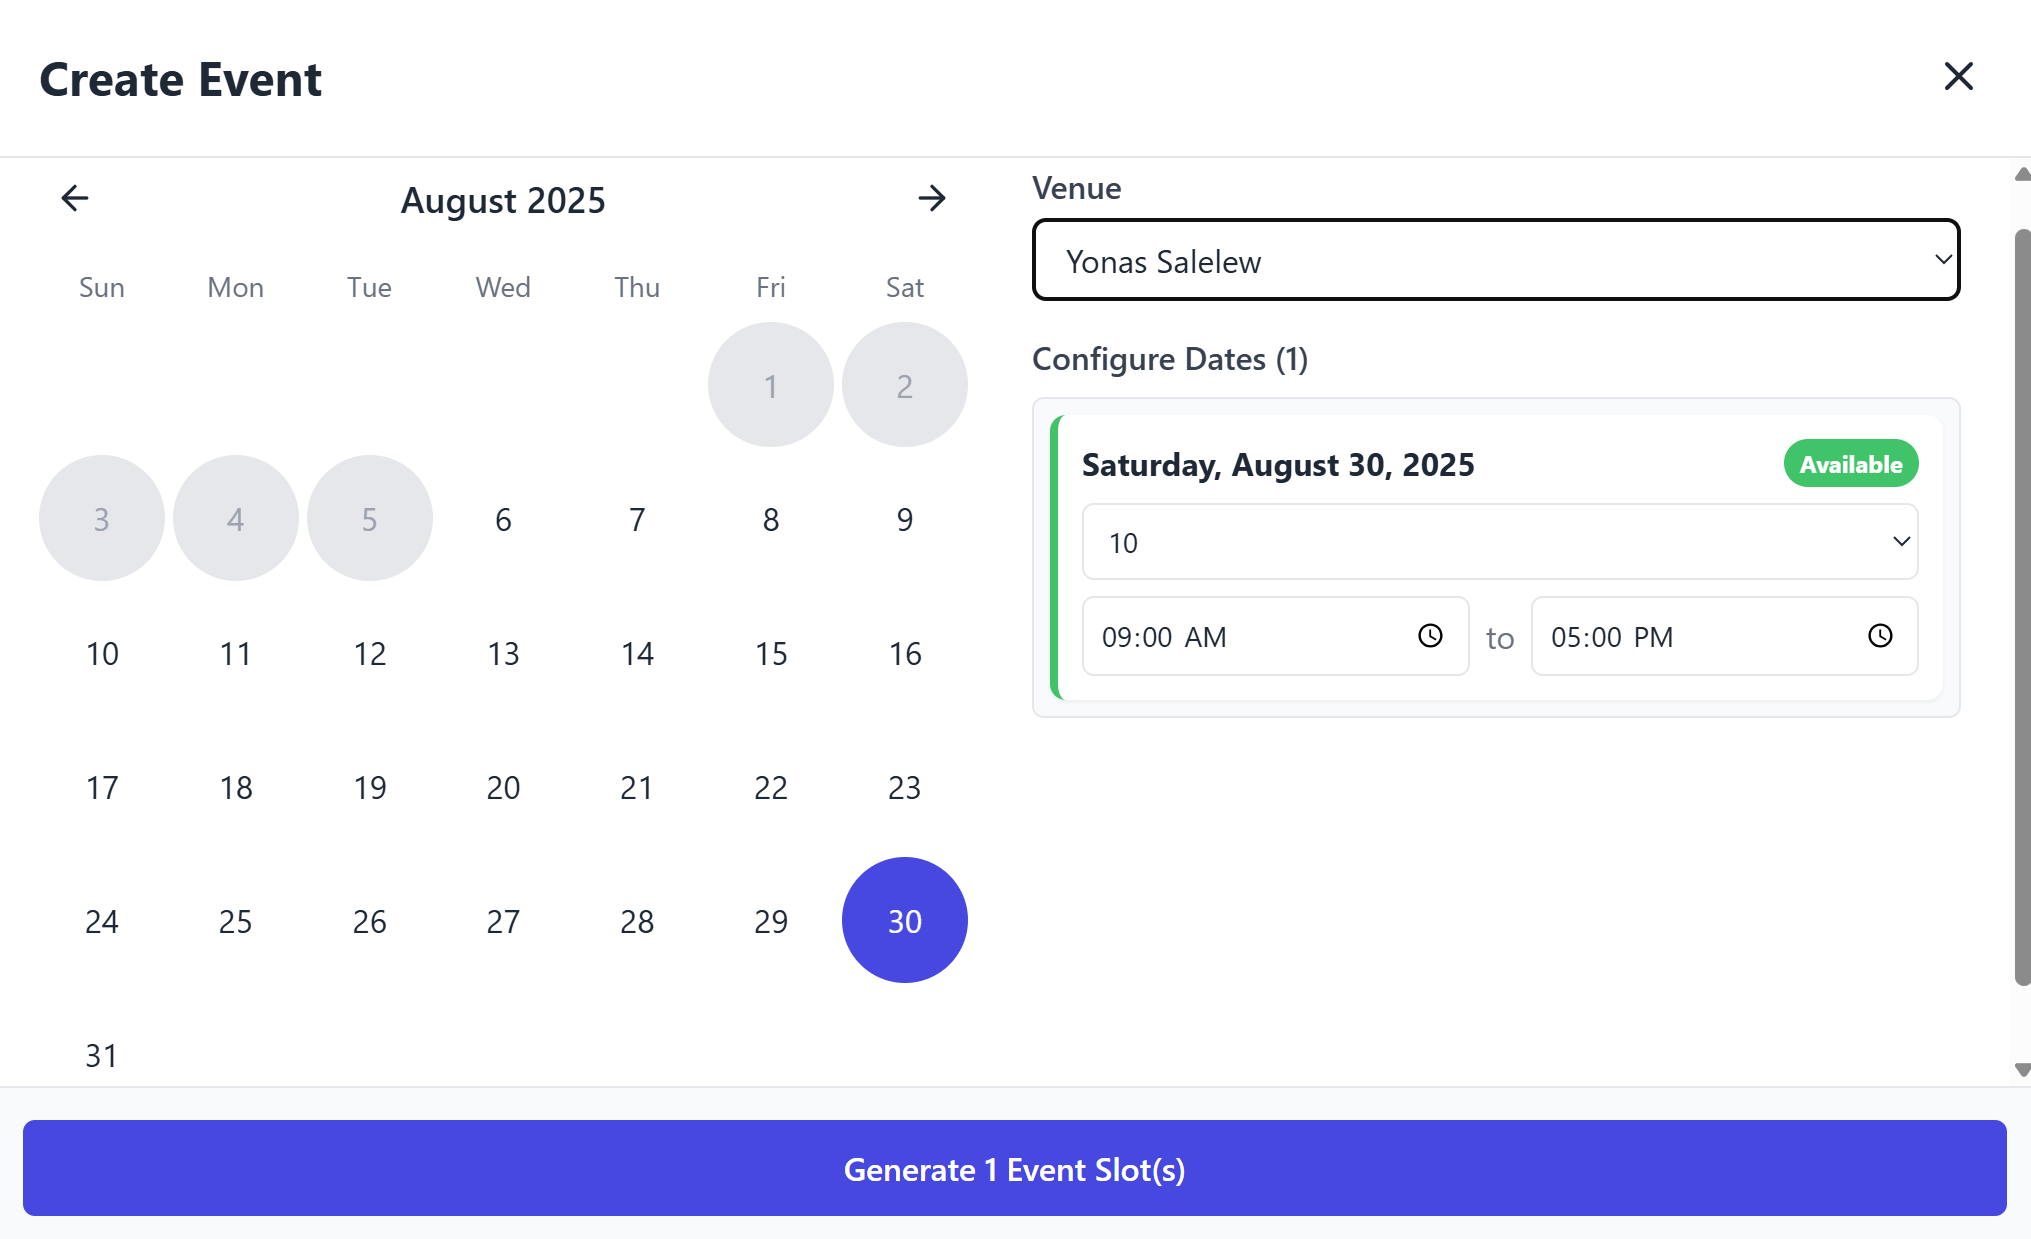 Create Event
August 2025
Sun Mon Tue Wed Thu Fri Sat
1 2
3 4 5 6 7 8 9
10 11 12 13 14 15 16
17 18 19 20 21 22 23
24 25 26 27 28 29 30
31
Venue
Yonas Salelew
Configure Dates (1)
Saturday, August 30, 2025 Available
10
09:00 AM to 05:00 PM
Generate 1 Event Slot(s)